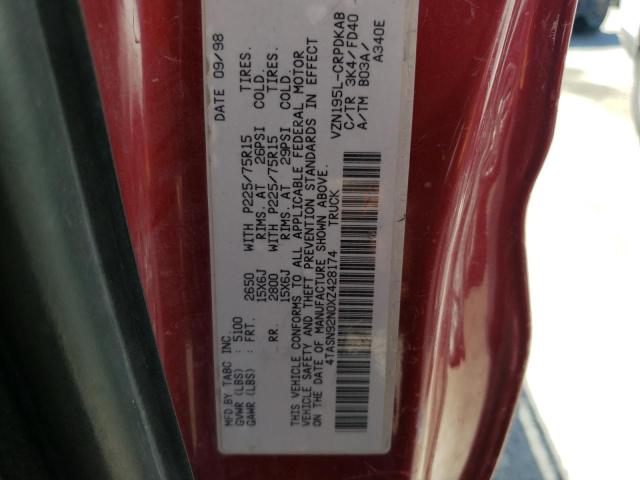 MFD BY TABC INC DATE 09/98
GVWR (LBS) : 5100
GAWR (LBS) : FRT. 2650 WITH P225/75R15 TIRES.
15X6J RIMS. AT 26PSI COLD.
RR. 2800 WITH P225/75R15 TIRES.
15X6J RIMS. AT 29PSI COLD.
THIS VEHICLE CONFORMS TO ALL APPLICABLE FEDERAL MOTOR
VEHICLE SAFETY AND THEFT PREVENTION STANDARDS IN EFFECT
ON THE DATE OF MANUFACTURE SHOWN ABOVE.
4TASN92N0XZ428174 TRUCK
VZN195L-CRPDKAB
C/TR 3K4/FD40
A/TM B03A/
A340E